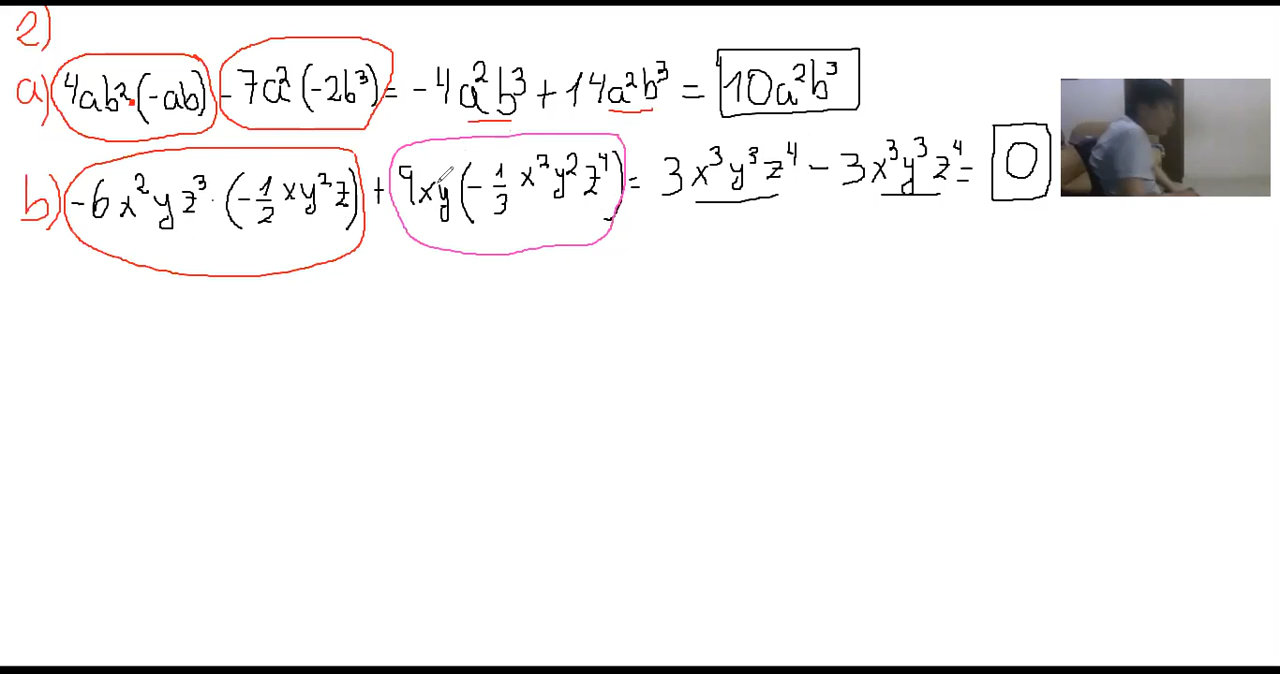 2)
a) 4ab²·(-ab) - 7a²(-2b³) = -4a²b³ + 14a²b³ = 10a²b³
b) -6x²yz³·(-1/2 xy²z) + 9xy(-1/3 x²y²z⁴) = 3x³y³z⁴ - 3x³y³z⁴ = 0